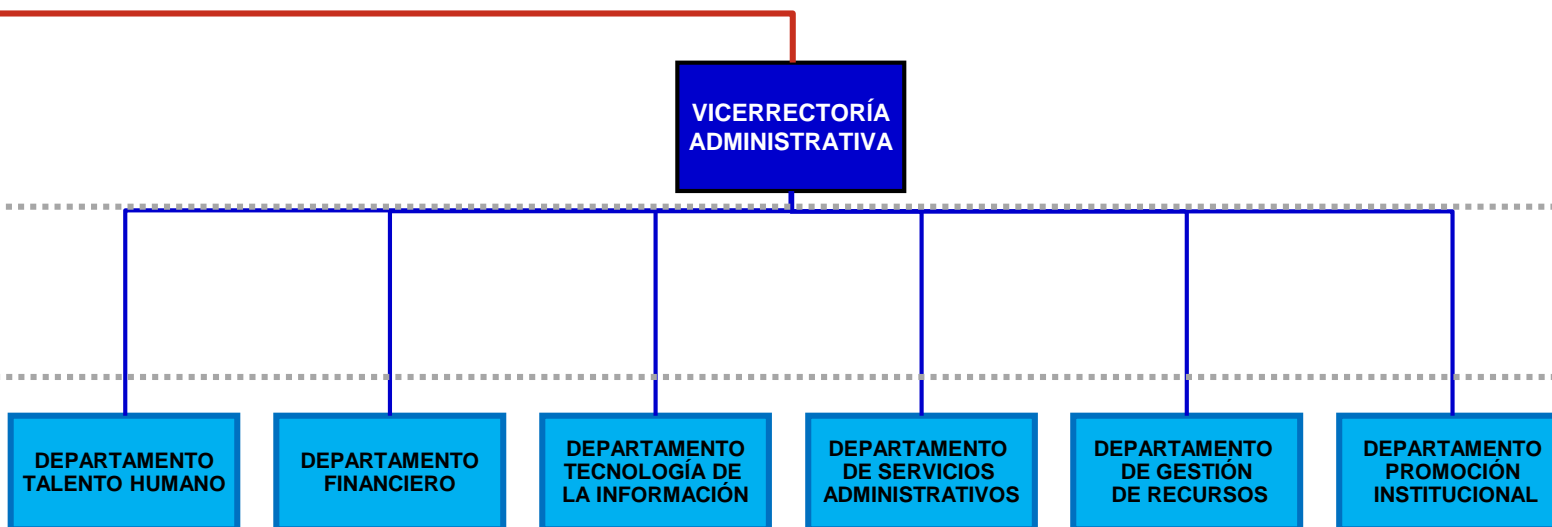 VICERRECTORÍA
ADMINISTRATIVA
DEPARTAMENTO
TALENTO HUMANO
DEPARTAMENTO
FINANCIERO
DEPARTAMENTO
TECNOLOGÍA DE
LA INFORMACIÓN
DEPARTAMENTO
DE SERVICIOS
ADMINISTRATIVOS
DEPARTAMENTO
DE GESTIÓN
DE RECURSOS
DEPARTAMENTO
PROMOCIÓN
INSTITUCIONAL